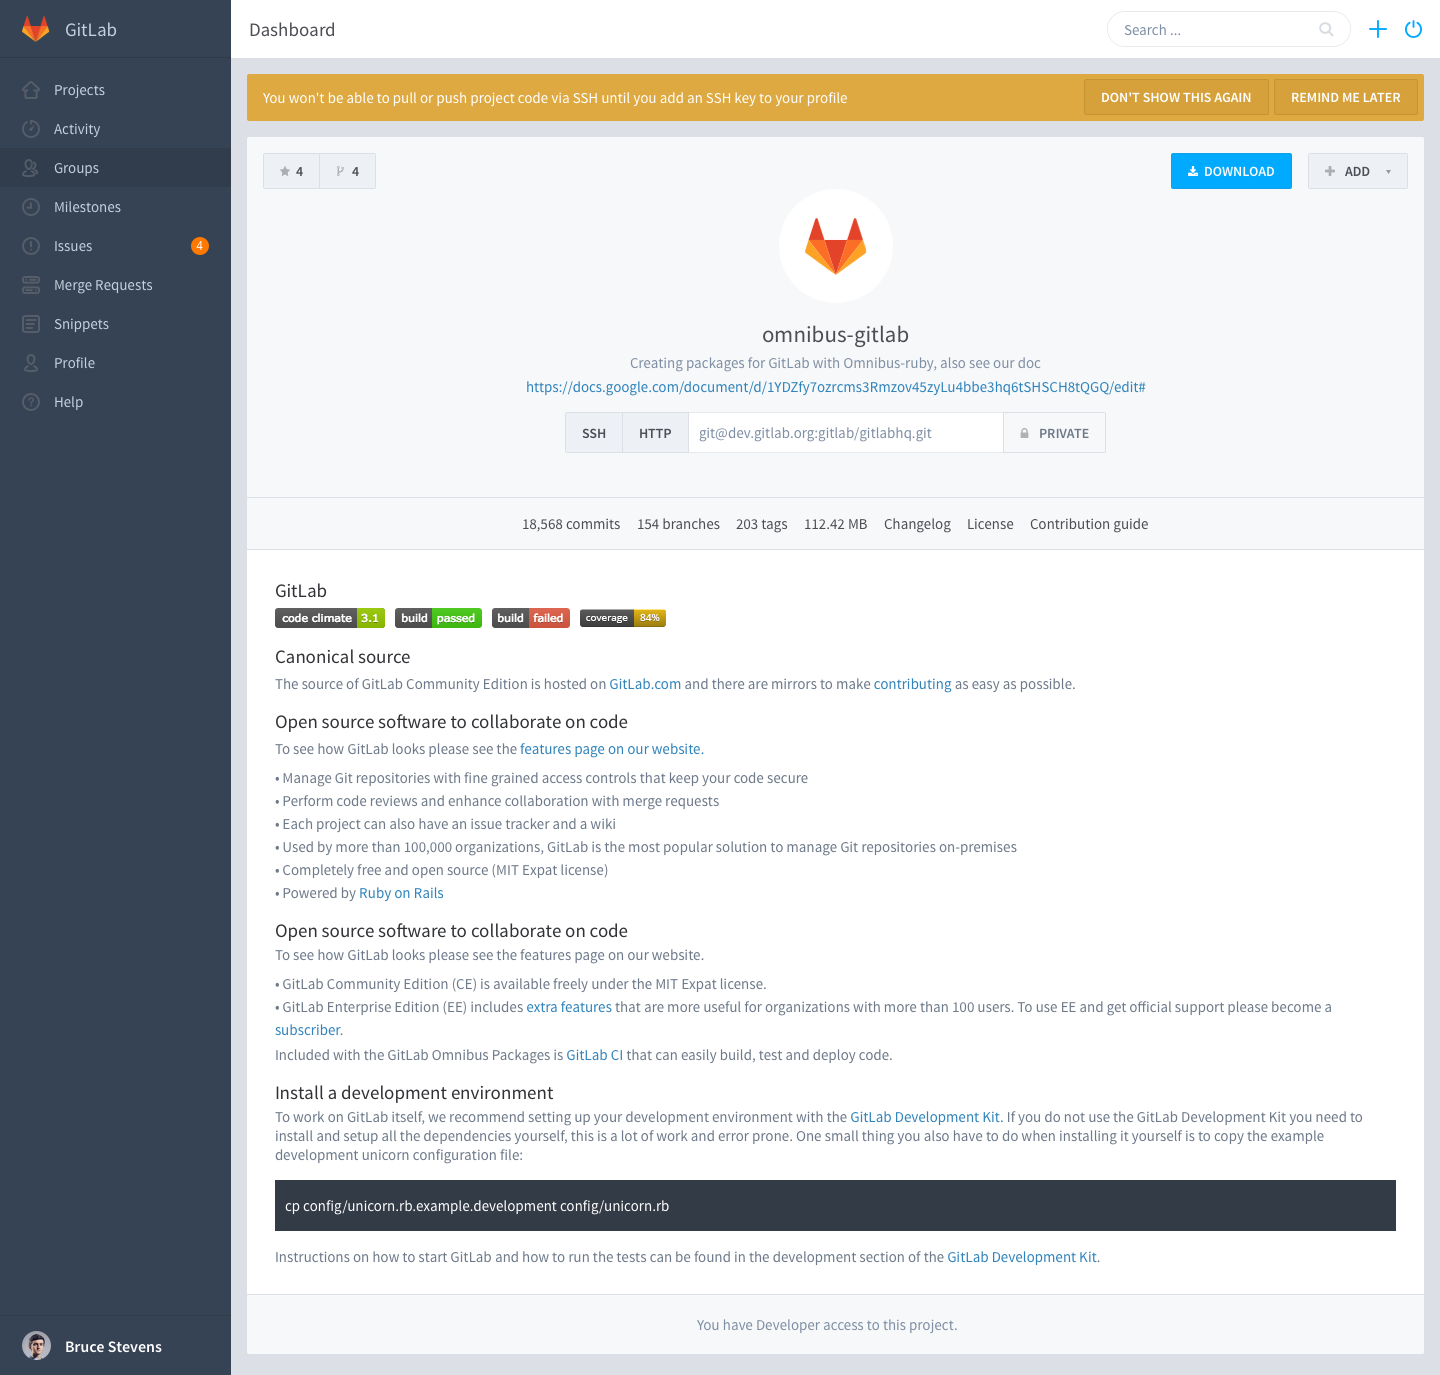 GitLab
Dashboard
Search ...
Projects
Activity
Groups
Milestones
Issues
4
Merge Requests
Snippets
Profile
Help
Bruce Stevens
You won't be able to pull or push project code via SSH until you add an SSH key to your profile
DON'T SHOW THIS AGAIN
REMIND ME LATER
4
4
DOWNLOAD
ADD
omnibus-gitlab
Creating packages for GitLab with Omnibus-ruby, also see our doc
https://docs.google.com/document/d/1YDZfy7ozrcms3Rmzov45zyLu4bbe3hq6tSHSCH8tQGQ/edit#
SSH
HTTP
git@dev.gitlab.org:gitlab/gitlabhq.git
PRIVATE
18,568 commits 154 branches 203 tags 112.42 MB Changelog License Contribution guide
GitLab
code climate 3.1 build passed build failed coverage 84%
Canonical source
The source of GitLab Community Edition is hosted on GitLab.com and there are mirrors to make contributing as easy as possible.
Open source software to collaborate on code
To see how GitLab looks please see the features page on our website.
• Manage Git repositories with fine grained access controls that keep your code secure
• Perform code reviews and enhance collaboration with merge requests
• Each project can also have an issue tracker and a wiki
• Used by more than 100,000 organizations, GitLab is the most popular solution to manage Git repositories on-premises
• Completely free and open source (MIT Expat license)
• Powered by Ruby on Rails
Open source software to collaborate on code
To see how GitLab looks please see the features page on our website.
• GitLab Community Edition (CE) is available freely under the MIT Expat license.
• GitLab Enterprise Edition (EE) includes extra features that are more useful for organizations with more than 100 users. To use EE and get official support please become a
subscriber.
Included with the GitLab Omnibus Packages is GitLab CI that can easily build, test and deploy code.
Install a development environment
To work on GitLab itself, we recommend setting up your development environment with the GitLab Development Kit. If you do not use the GitLab Development Kit you need to
install and setup all the dependencies yourself, this is a lot of work and error prone. One small thing you also have to do when installing it yourself is to copy the example
development unicorn configuration file:
cp config/unicorn.rb.example.development config/unicorn.rb
Instructions on how to start GitLab and how to run the tests can be found in the development section of the GitLab Development Kit.
You have Developer access to this project.